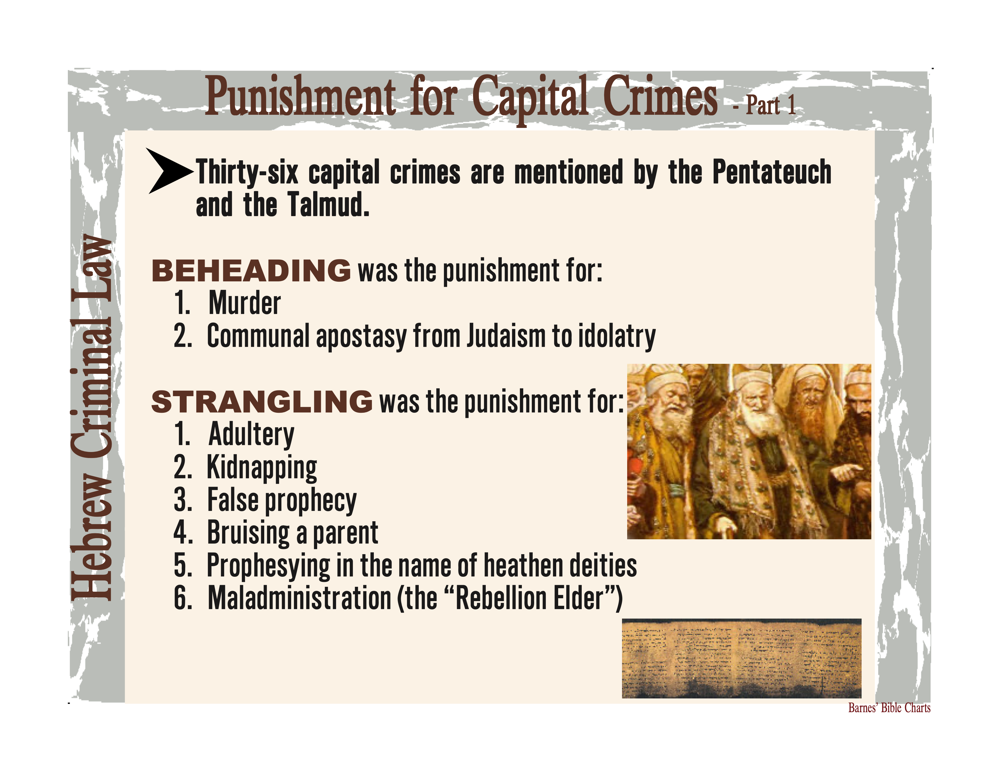 Punishment for Capital Crimes - Part 1
Hebrew Criminal Law
Thirty-six capital crimes are mentioned by the Pentateuch
and the Talmud.
BEHEADING was the punishment for:
1. Murder
2. Communal apostasy from Judaism to idolatry
STRANGLING was the punishment for:
1. Adultery
2. Kidnapping
3. False prophecy
4. Bruising a parent
5. Prophesying in the name of heathen deities
6. Maladministration (the “Rebellion Elder”)
Barnes’ Bible Charts